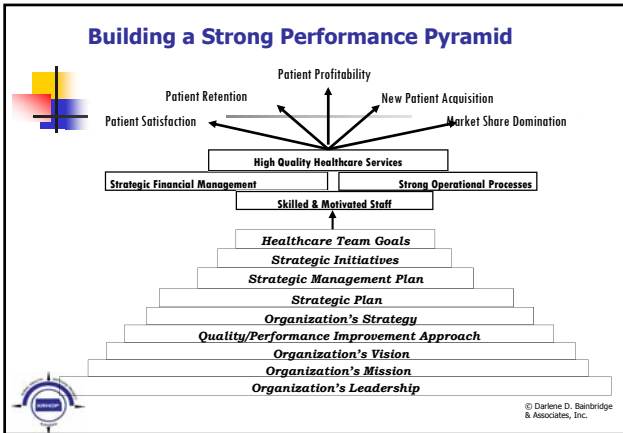 Building a Strong Performance Pyramid
Patient Profitability
Patient Retention
New Patient Acquisition
Patient Satisfaction
Market Share Domination
High Quality Healthcare Services
Strategic Financial Management
Strong Operational Processes
Skilled & Motivated Staff
Healthcare Team Goals
Strategic Initiatives
Strategic Management Plan
Strategic Plan
Organization's Strategy
Quality/Performance Improvement Approach
Organization's Vision
Organization's Mission
Organization's Leadership
© Darlene D. Bainbridge
& Associates, Inc.